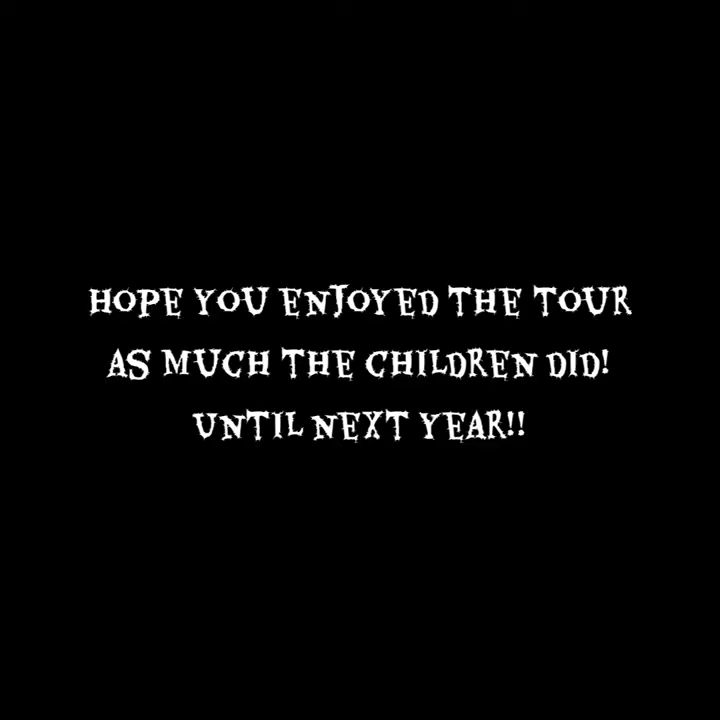 HOPE YOU ENJOYED THE TOUR
AS MUCH THE CHILDREN DID!
UNTIL NEXT YEAR!!